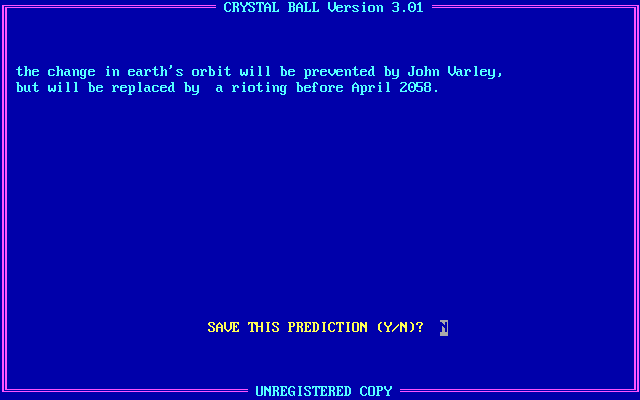 CRYSTAL BALL Version 3.01
the change in earth's orbit will be prevented by John Varley,
but will be replaced by  a rioting before April 2058.
SAVE THIS PREDICTION (Y/N)?  N
UNREGISTERED COPY